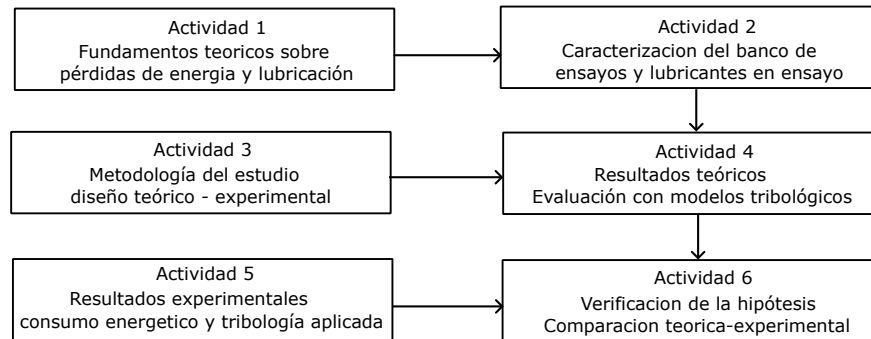 Actividad 1
Fundamentos teoricos sobre
pérdidas de energia y lubricación
Actividad 2
Caracterizacion del banco de
ensayos y lubricantes en ensayo
Actividad 3
Metodología del estudio
diseño teórico - experimental
Actividad 4
Resultados teóricos
Evaluación con modelos tribológicos
Actividad 5
Resultados experimentales
consumo energetico y tribología aplicada
Actividad 6
Verificacion de la hipótesis
Comparacion teorica-experimental